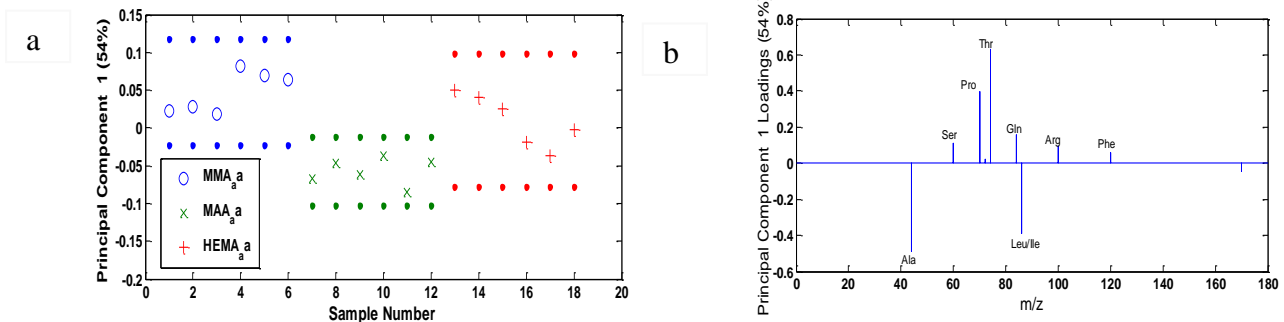 a
Principal Component 1 (54%)
0.15
0.1
0.05
0
-0.05
-0.1
-0.15
-0.2
MMA_a a
MAA_a a
HEMA_a a
0 2 4 6 8 10 12 14 16 18 20
Sample Number
b
Principal Component 1 Loadings (54%
0.8
0.6
0.4
0.2
0
-0.2
-0.4
-0.6
Thr
Pro
Ser
Gln
Arg
Phe
Leu/Ile
Ala
0 20 40 60 80 100 120 140 160 180
m/z